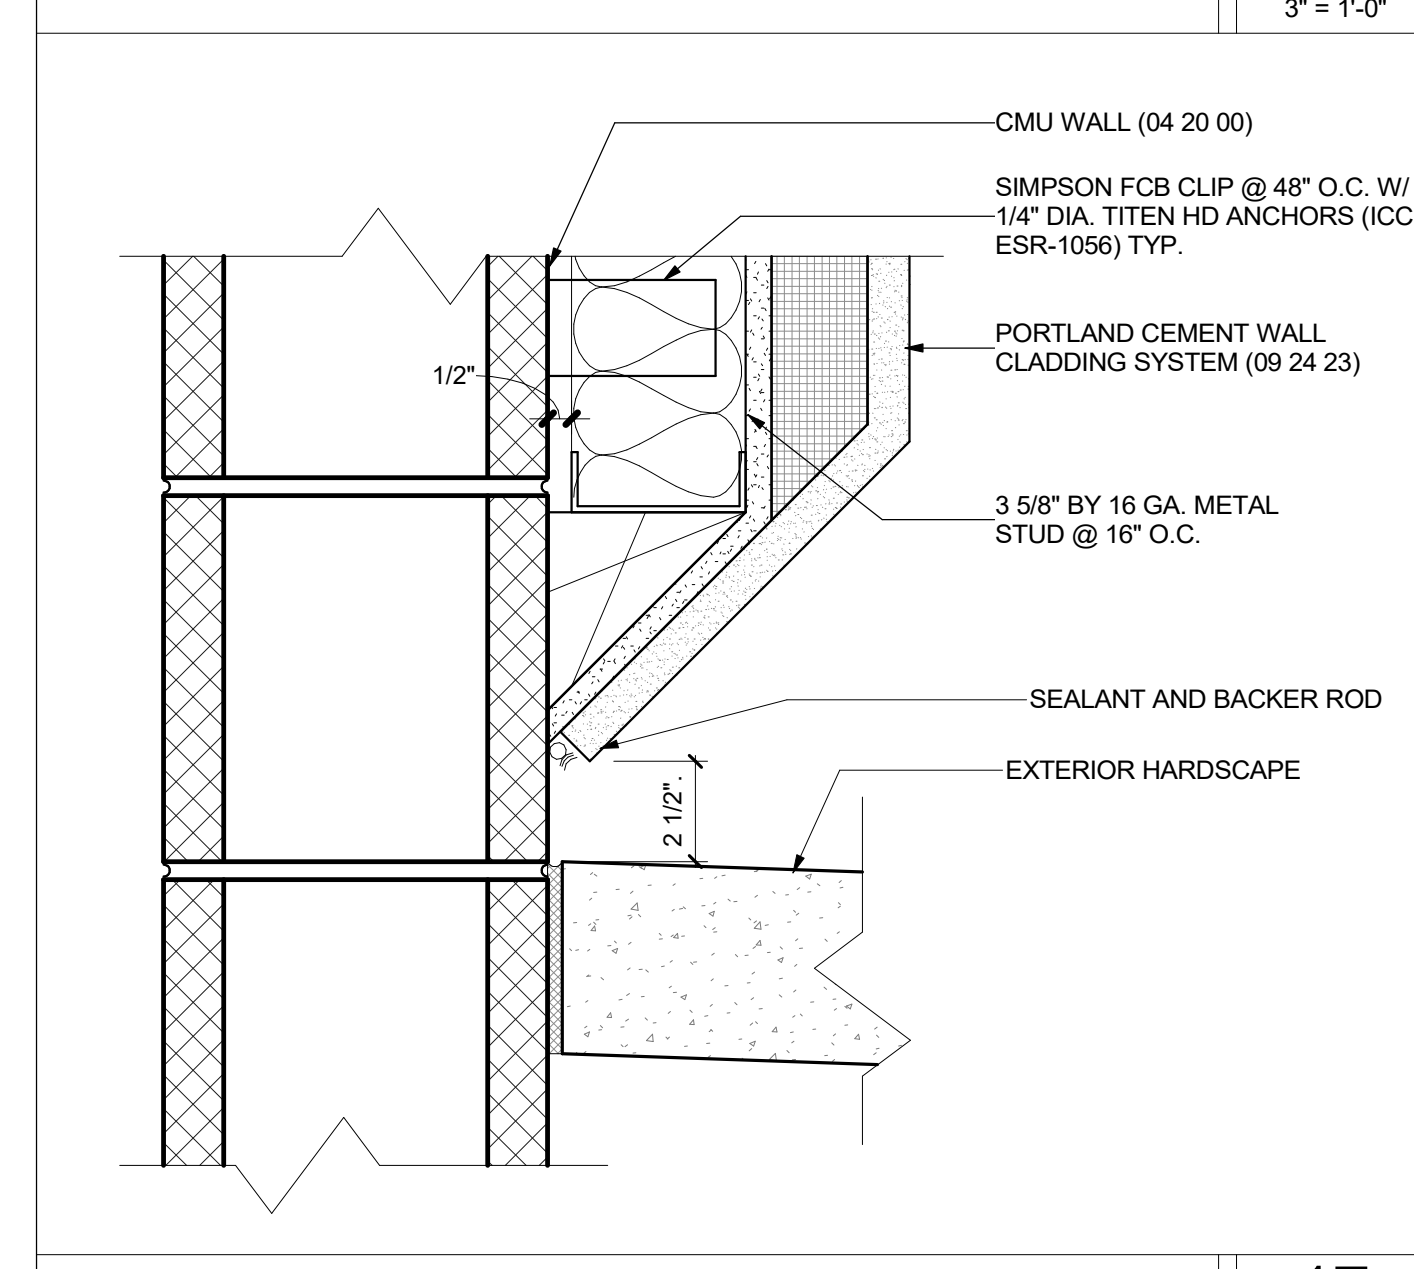 3" = 1'-0"
CMU WALL (04 20 00)
SIMPSON FCB CLIP @ 48" O.C. W/
1/4" DIA. TITEN HD ANCHORS (ICC
ESR-1056) TYP.
PORTLAND CEMENT WALL
CLADDING SYSTEM (09 24 23)
1/2"
3 5/8" BY 16 GA. METAL
STUD @ 16" O.C.
SEALANT AND BACKER ROD
EXTERIOR HARDSCAPE
2 1/2".